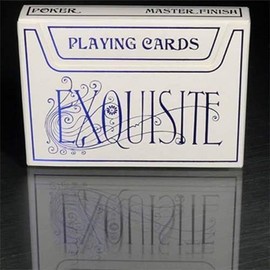 POKER MASTER FINISH
PLAYING CARDS
EXQUISITE